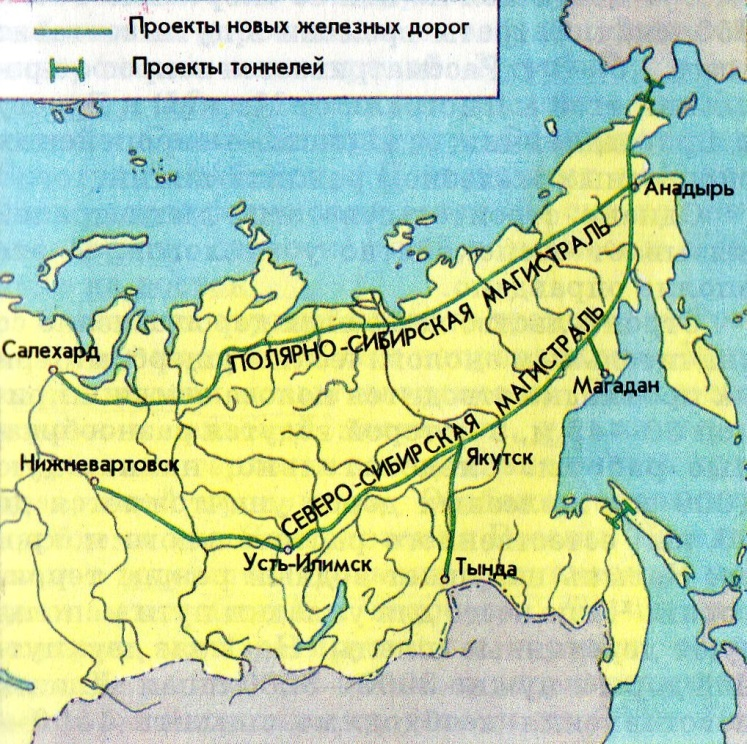 Проекты новых железных дорог
Проекты тоннелей
Анадырь
ПОЛЯРНО-СИБИРСКАЯ МАГИСТРАЛЬ
Салехард
Магадан
СЕВЕРО-СИБИРСКАЯ МАГИСТРАЛЬ
Якутск
Нижневартовск
Усть-Илимск
Тында